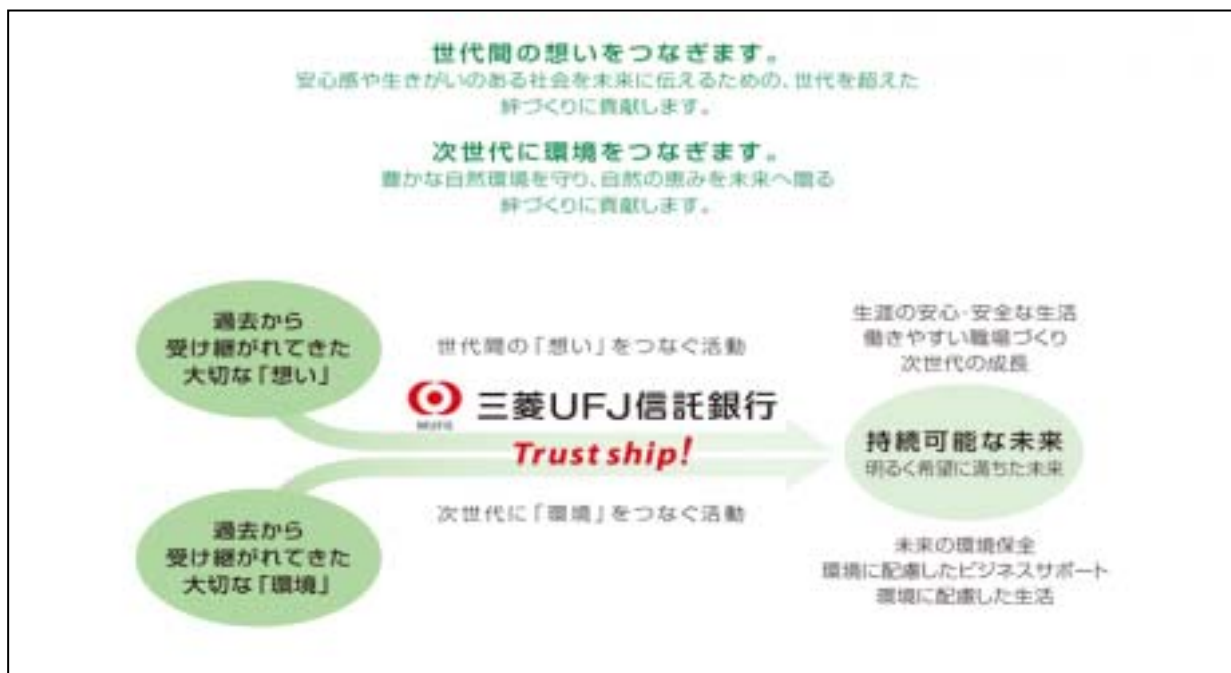 世代間の想いをつなぎます。
安心感や生きがいのある社会を未来に伝えるための、世代を超えた
絆づくりに貢献します。
次世代に環境をつなぎます。
豊かな自然環境を守り、自然の恵みを未来へ贈る
絆づくりに貢献します。
過去から
受け継がれてきた
大切な「想い」
世代間の「想い」をつなぐ活動
MUFG
三菱UFJ信託銀行
Trust ship!
次世代に「環境」をつなぐ活動
過去から
受け継がれてきた
大切な「環境」
生涯の安心・安全な生活
働きやすい職場づくり
次世代の成長
持続可能な未来
明るく希望に満ちた未来
未来の環境保全
環境に配慮したビジネスサポート
環境に配慮した生活